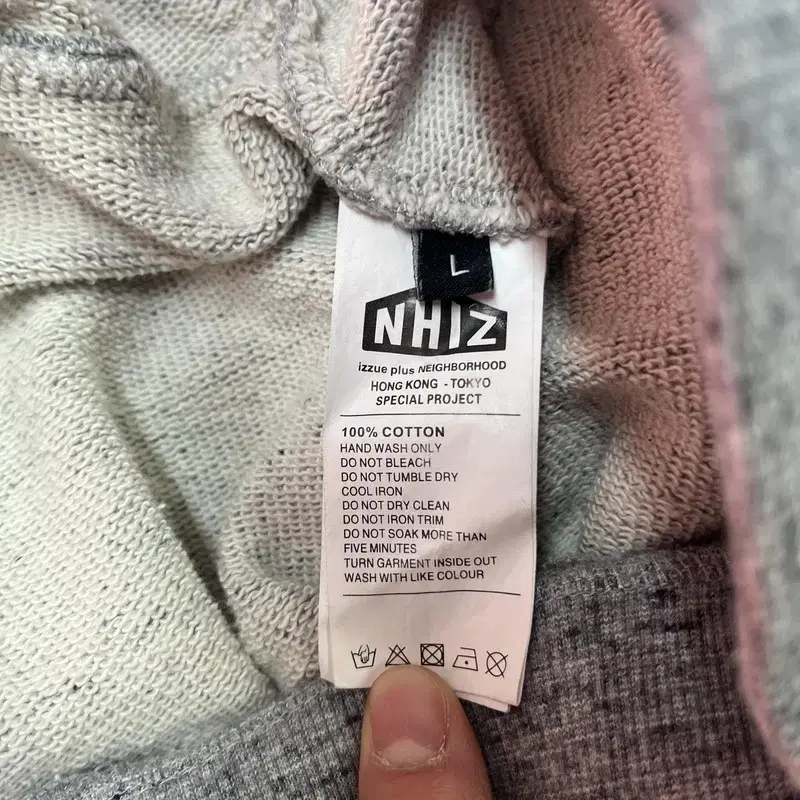 L
NHIZ
izzue plus NEIGHBORHOOD
HONG KONG - TOKYO
SPECIAL PROJECT
100% COTTON
HAND WASH ONLY
DO NOT BLEACH
DO NOT TUMBLE DRY
COOL IRON
DO NOT DRY CLEAN
DO NOT IRON TRIM
DO NOT SOAK MORE THAN
FIVE MINUTES
TURN GARMENT INSIDE OUT
WASH WITH LIKE COLOUR